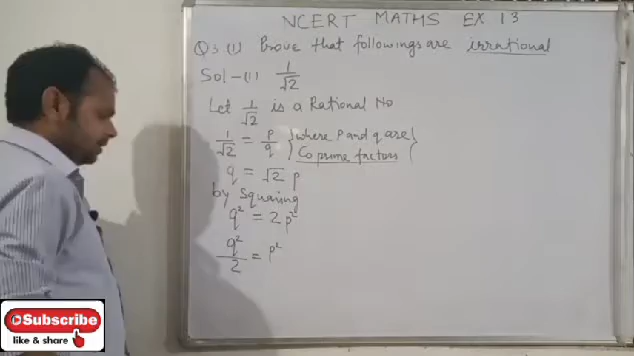 NCERT MATHS EX 13
Q3 (1) Prove that followings are irrational
Sol-(1) 1/√2
Let 1/√2 is a Rational No
1/√2 = p/q {where P and q are
Co prime factors}
q = √2 p
by Squaring
q² = 2p²
q²/2 = p²
Subscribe
like & share